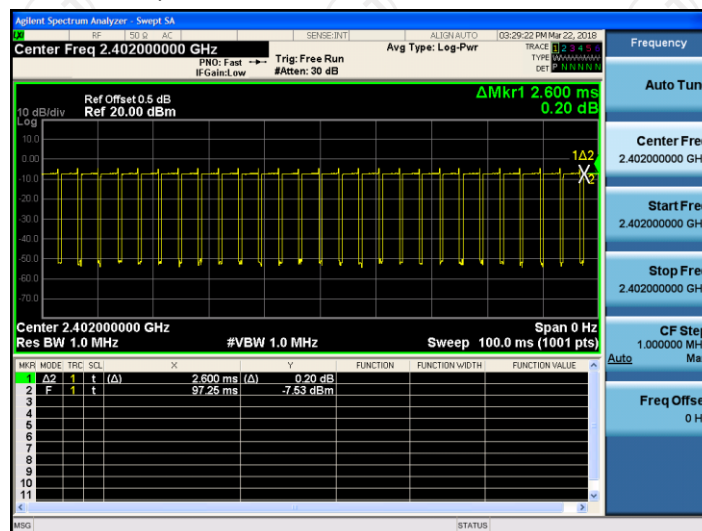 Agilent Spectrum Analyzer - Swept SA
RF 50 Ω AC SENSE:INT ALIGNAUTO 03:29:22 PM Mar 22, 2018
Center Freq 2.402000000 GHz
PNO: Fast
IFGain:Low
Trig: Free Run
#Atten: 30 dB
Avg Type: Log-Pwr
TRACE 1 2 3 4 5 6
TYPE WWWWWW
DET P N N N N N
ΔMkr1 2.600 ms
0.20 dB
Ref Offset 0.5 dB
10 dB/div Ref 20.00 dBm
Log
10.0
0.00
-10.0
-20.0
-30.0
-40.0
-50.0
-60.0
-70.0
1Δ2
2
Center 2.402000000 GHz Span 0 Hz
Res BW 1.0 MHz #VBW 1.0 MHz Sweep 100.0 ms (1001 pts)
MKR MODE TRC SCL X Y FUNCTION FUNCTION WIDTH FUNCTION VALUE
1 Δ2 1 t (Δ) 2.600 ms (Δ) 0.20 dB
2 F 1 t 97.25 ms -7.53 dBm
3
4
5
6
7
8
9
10
11
MSG STATUS
Frequency
Auto Tun
Center Fre
2.402000000 GH
Start Fre
2.402000000 GH
Stop Fre
2.402000000 GH
CF Ste
1.000000 MH
Auto Ma
Freq Offse
0 H